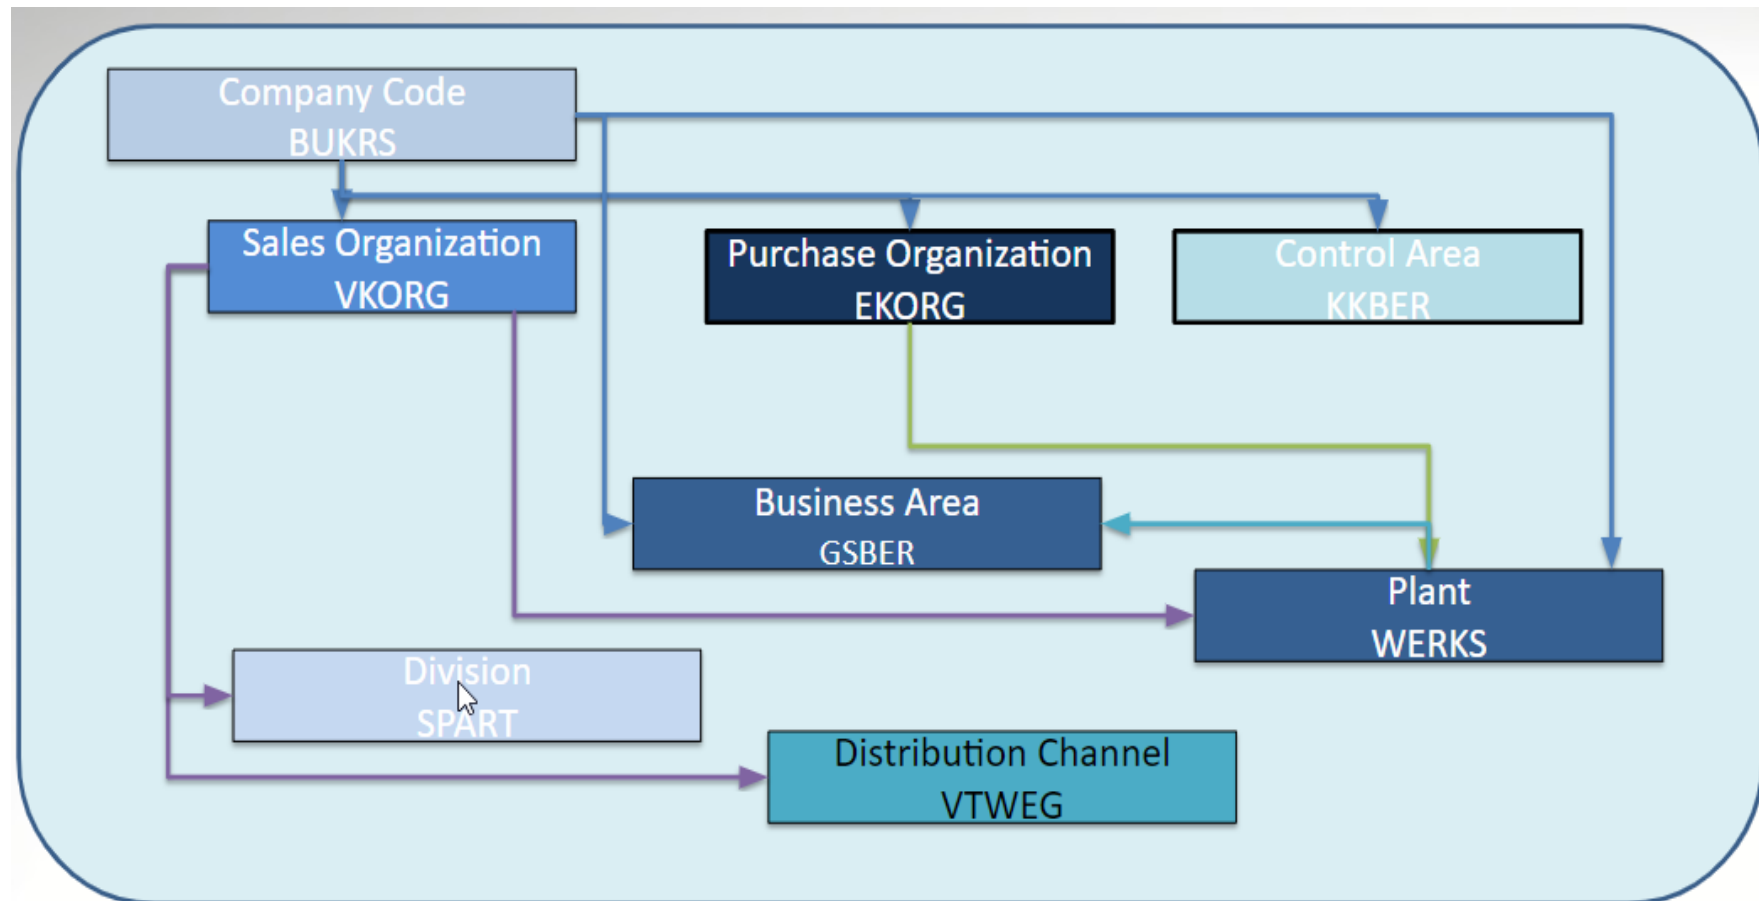 Company Code
BUKRS
Sales Organization
VKORG
Purchase Organization
EKORG
Control Area
KKBER
Business Area
GSBER
Plant
WERKS
Division
SPART
Distribution Channel
VTWEG